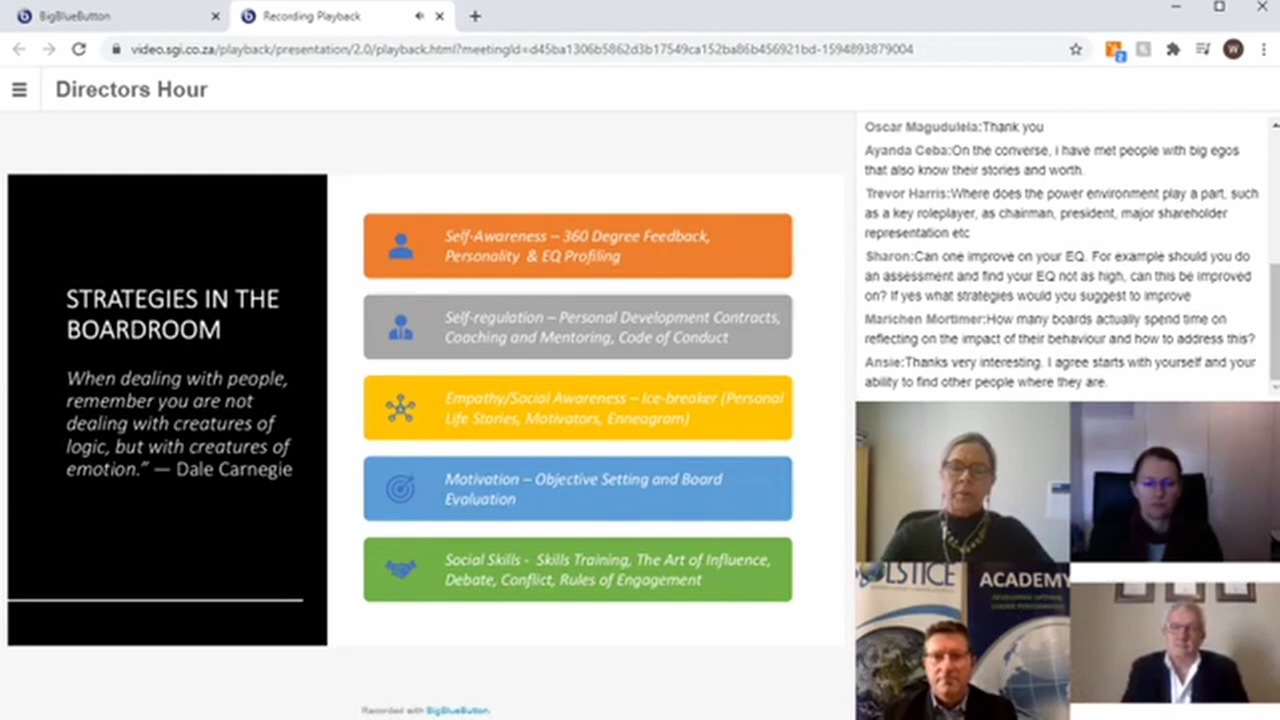 BigBlueButton
Recording Playback
video.sgi.co.za/playback/presentation/2.0/playback.html?meetingId=d45ba1306b5862d3b17549ca152ba86b456921bd-1594893879004
2
W
Directors Hour
STRATEGIES IN THE
BOARDROOM
When dealing with people,
remember you are not
dealing with creatures of
logic, but with creatures of
emotion.” — Dale Carnegie
Self-Awareness – 360 Degree Feedback,
Personality & EQ Profiling
Self-regulation – Personal Development Contracts,
Coaching and Mentoring, Code of Conduct
Empathy/Social Awareness – Ice-breaker (Personal
Life Stories, Motivators, Enneagram)
Motivation – Objective Setting and Board
Evaluation
Social Skills - Skills Training, The Art of Influence,
Debate, Conflict, Rules of Engagement
Recorded with BigBlueButton
Oscar Magudulela:Thank you
Ayanda Ceba:On the converse, i have met people with big egos
that also know their stories and worth.
Trevor Harris:Where does the power environment play a part, such
as a key roleplayer, as chairman, president, major shareholder
representation etc
Sharon:Can one improve on your EQ. For example should you do
an assessment and find your EQ not as high, can this be improved
on? If yes what strategies would you suggest to improve
Marichen Mortimer:How many boards actually spend time on
reflecting on the impact of their behaviour and how to address this?
Ansie:Thanks very interesting. I agree starts with yourself and your
ability to find other people where they are.
OLSTICE
ACADEMY